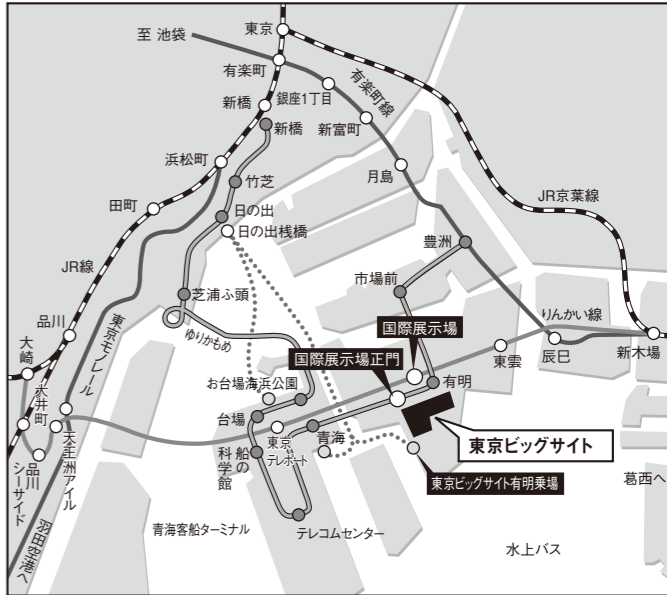 至 池袋
東京
有楽町
有楽町線
銀座1丁目
新橋
新橋
新富町
浜松町
竹芝
月島
JR京葉線
田町
日の出
日の出桟橋
豊洲
JR線
芝浦ふ頭
市場前
品川
東京モノレール
ゆりかもめ
国際展示場
りんかい線
大崎
国際展示場正門
東雲
辰巳
新木場
お台場海浜公園
有明
大井町
台場
天王洲アイル
東京
テレポート
青海
東京ビッグサイト
品川
シーサイド
船の
科学館
東京ビッグサイト有明乗場
葛西へ
羽田空港へ
青海客船ターミナル
テレコムセンター
水上バス